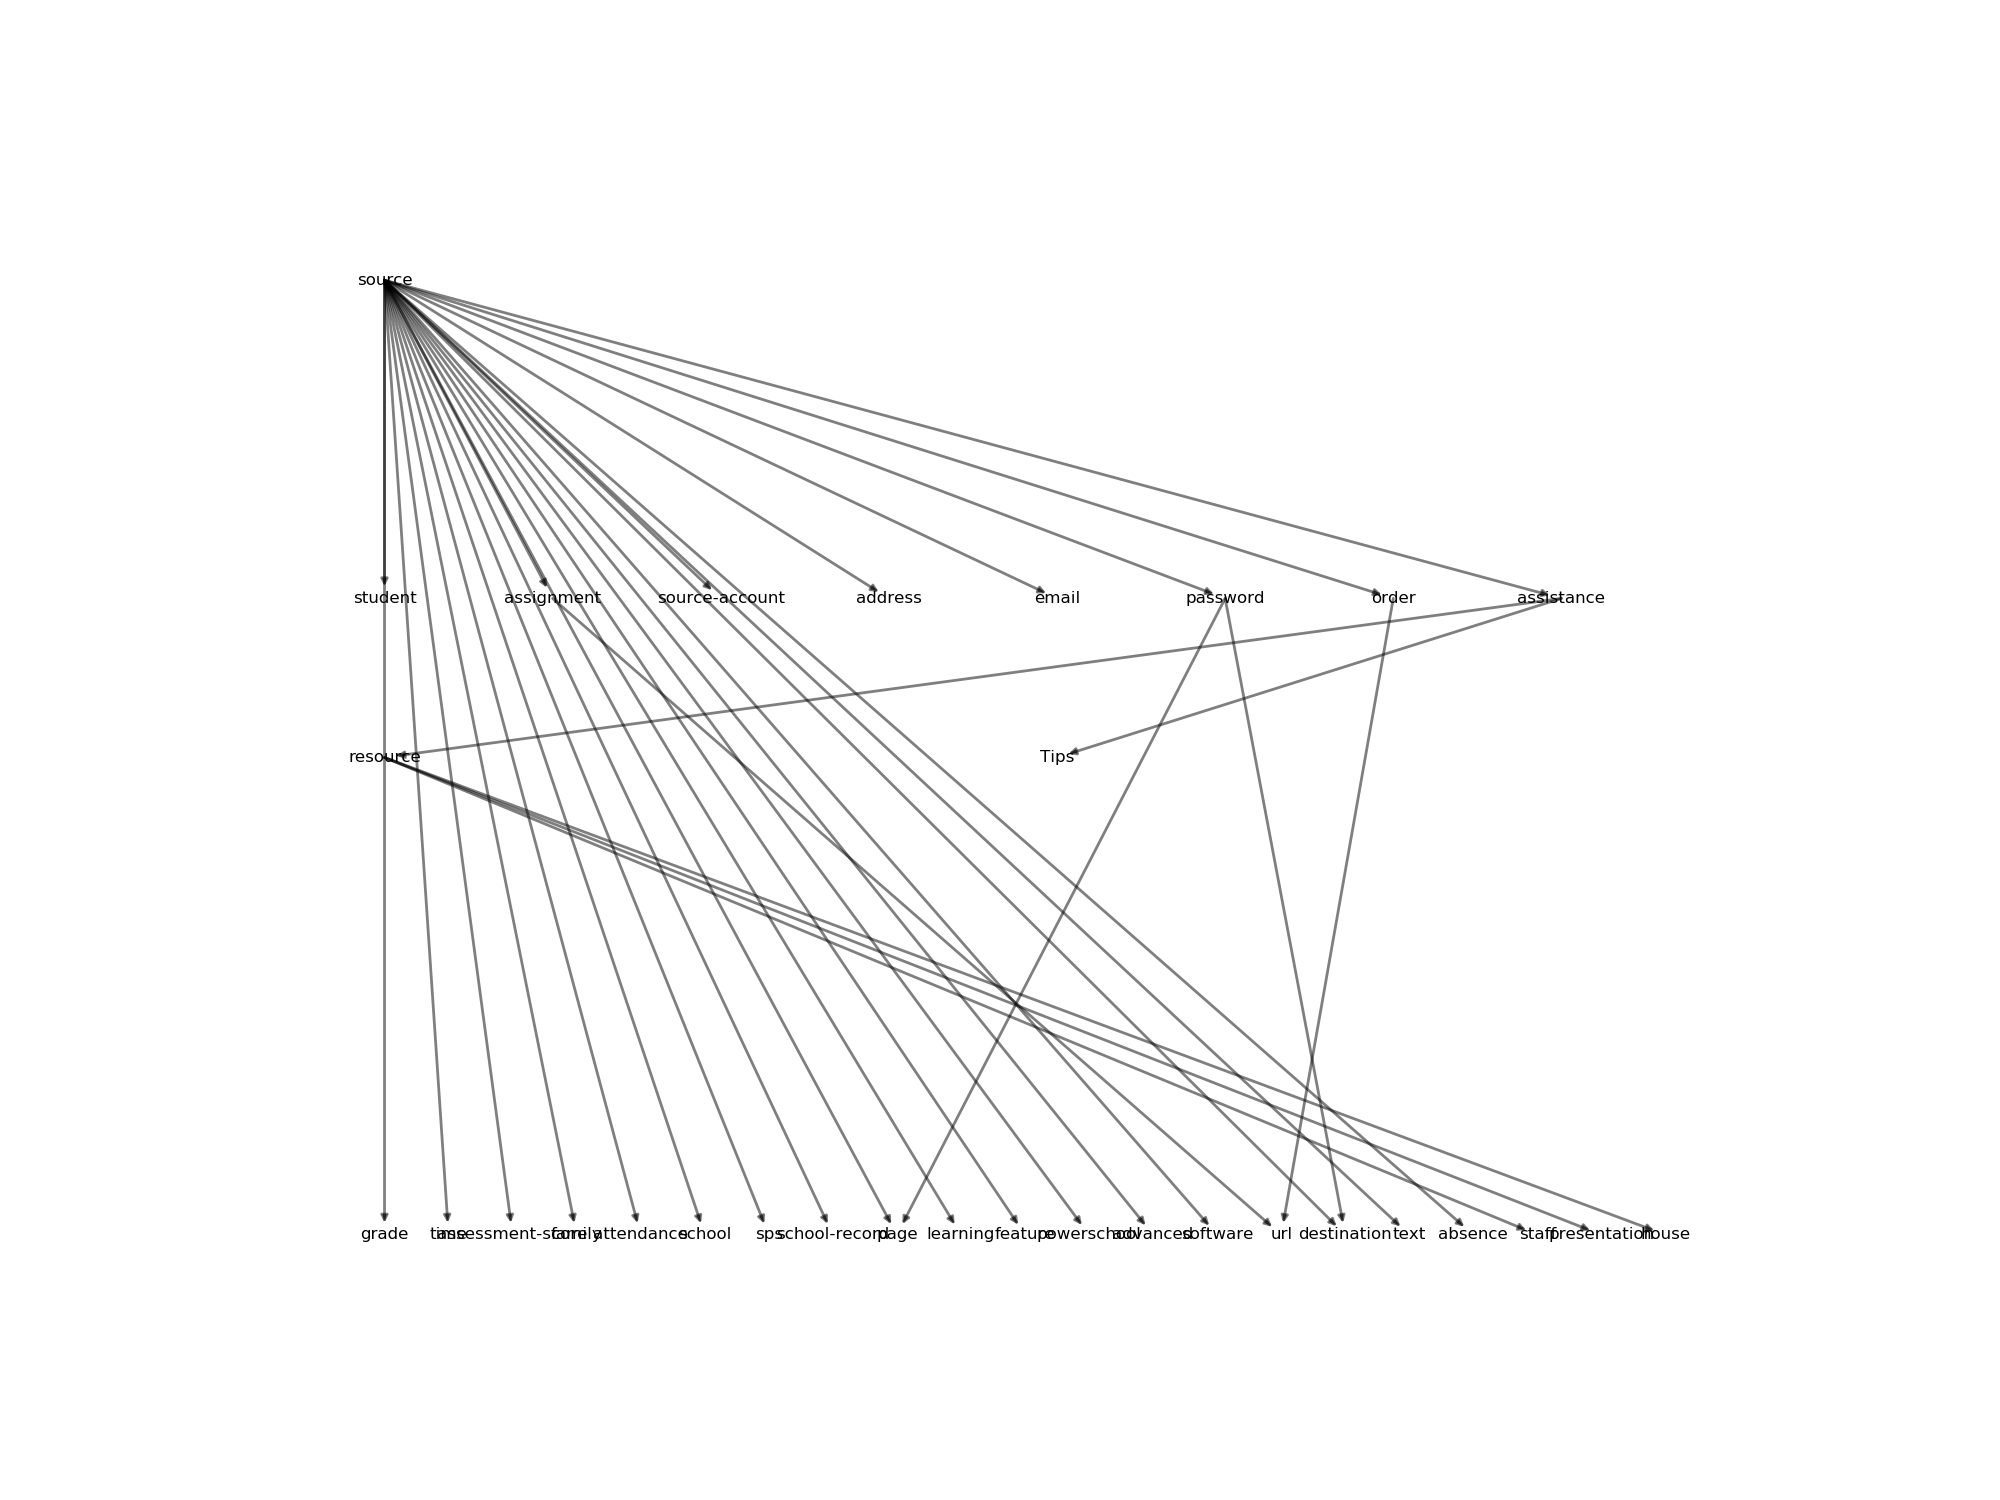 source
student assignment source-account address email password order assistance
resource Tips
grade time assessment-score family attendance school sps school-record page learning feature powerschool advanced software url destination text absence staff presentation house